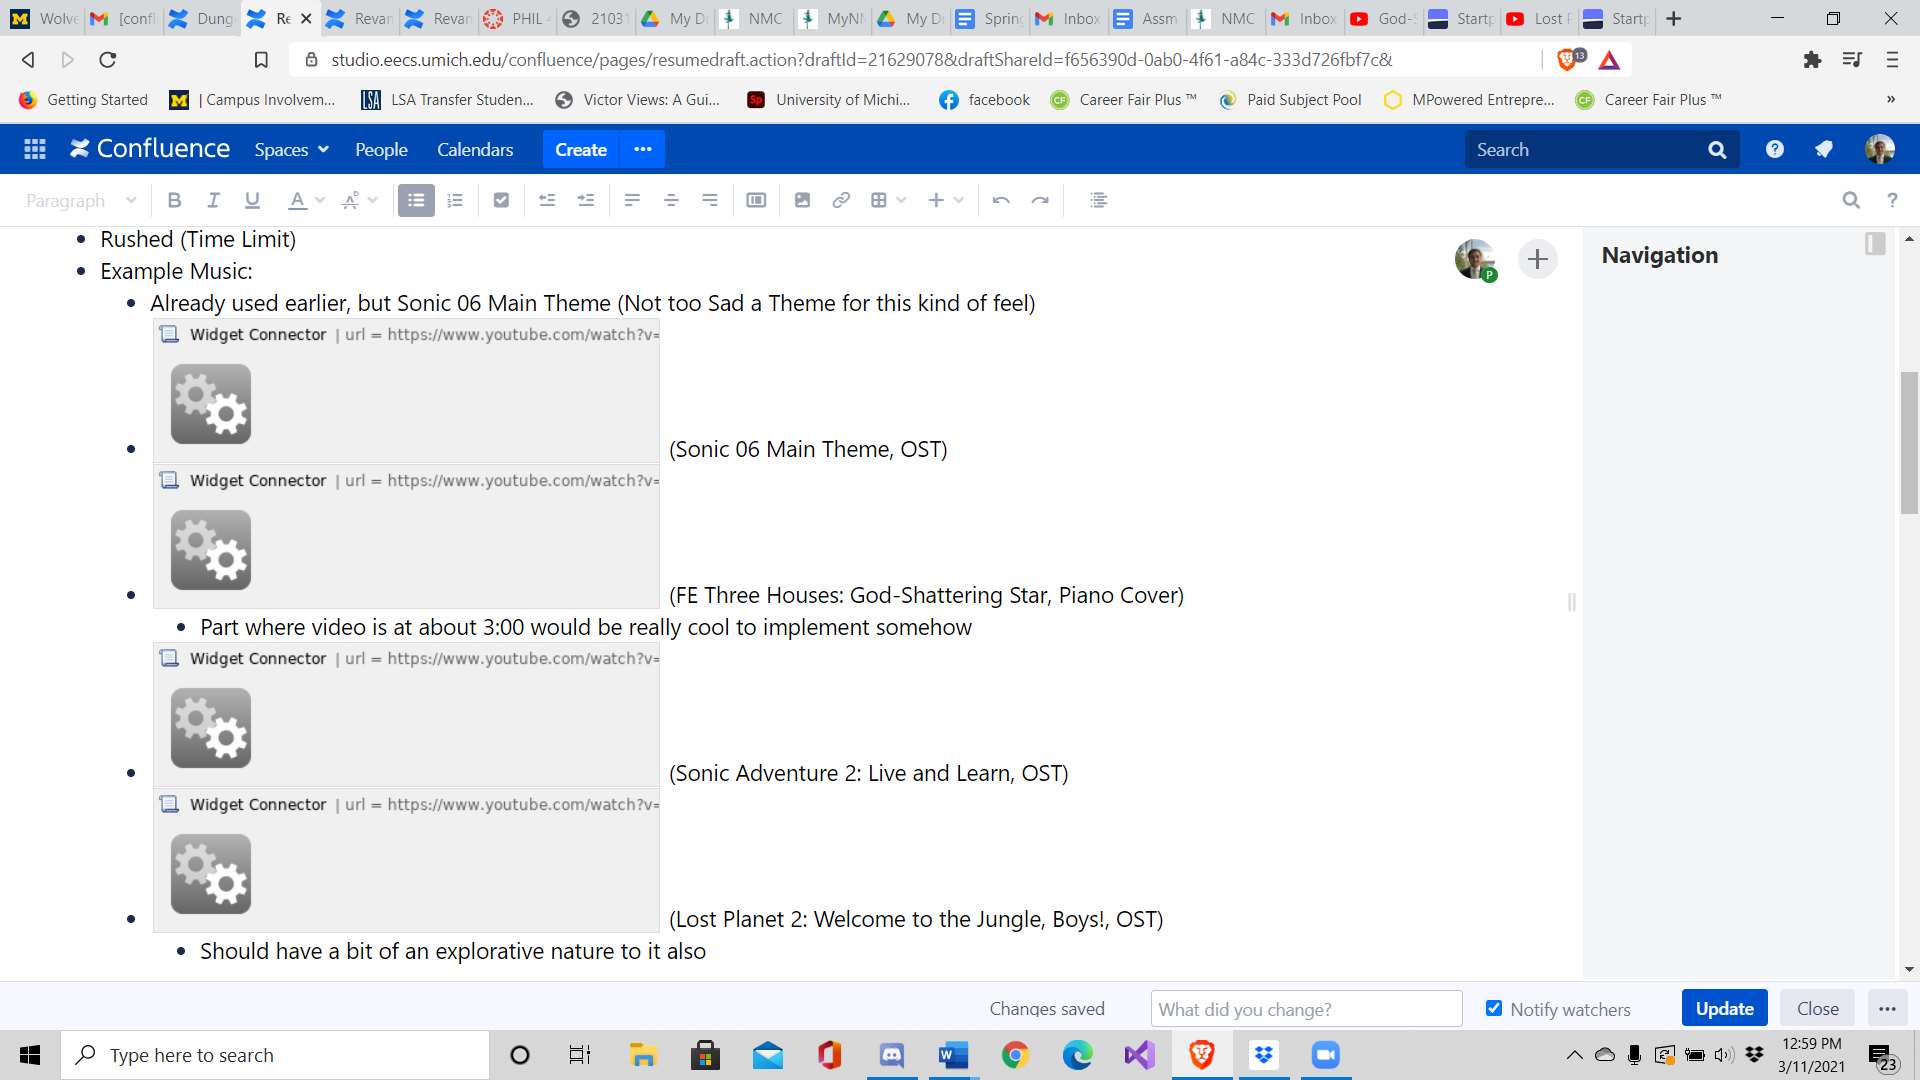 Wolve
[confl
Dung
Re
Revan
Revan
PHIL 4
21031
My Dr
NMC
MyNM
My Dr
Spring
Inbox
Assm
NMC
Inbox
God-S
Startp
Lost P
Startp
studio.eecs.umich.edu/confluence/pages/resumedraft.action?draftId=21629078&draftShareId=f656390d-0ab0-4f61-a84c-333d726fbf7c&
13
Getting Started
| Campus Involvem...
LSA Transfer Studen...
Victor Views: A Gui...
University of Michi...
facebook
Career Fair Plus ™
Paid Subject Pool
MPowered Entrepre...
Career Fair Plus ™
»
Confluence
Spaces
People
Calendars
Create
Search
Paragraph
B I U A
Rushed (Time Limit)
Example Music:
Already used earlier, but Sonic 06 Main Theme (Not too Sad a Theme for this kind of feel)
Widget Connector | url = https://www.youtube.com/watch?v=
(Sonic 06 Main Theme, OST)
Widget Connector | url = https://www.youtube.com/watch?v=
(FE Three Houses: God-Shattering Star, Piano Cover)
Part where video is at about 3:00 would be really cool to implement somehow
Widget Connector | url = https://www.youtube.com/watch?v=
(Sonic Adventure 2: Live and Learn, OST)
Widget Connector | url = https://www.youtube.com/watch?v=
(Lost Planet 2: Welcome to the Jungle, Boys!, OST)
Should have a bit of an explorative nature to it also
P
Navigation
Changes saved
What did you change?
Notify watchers
Update
Close
Type here to search
12:59 PM
3/11/2021
23